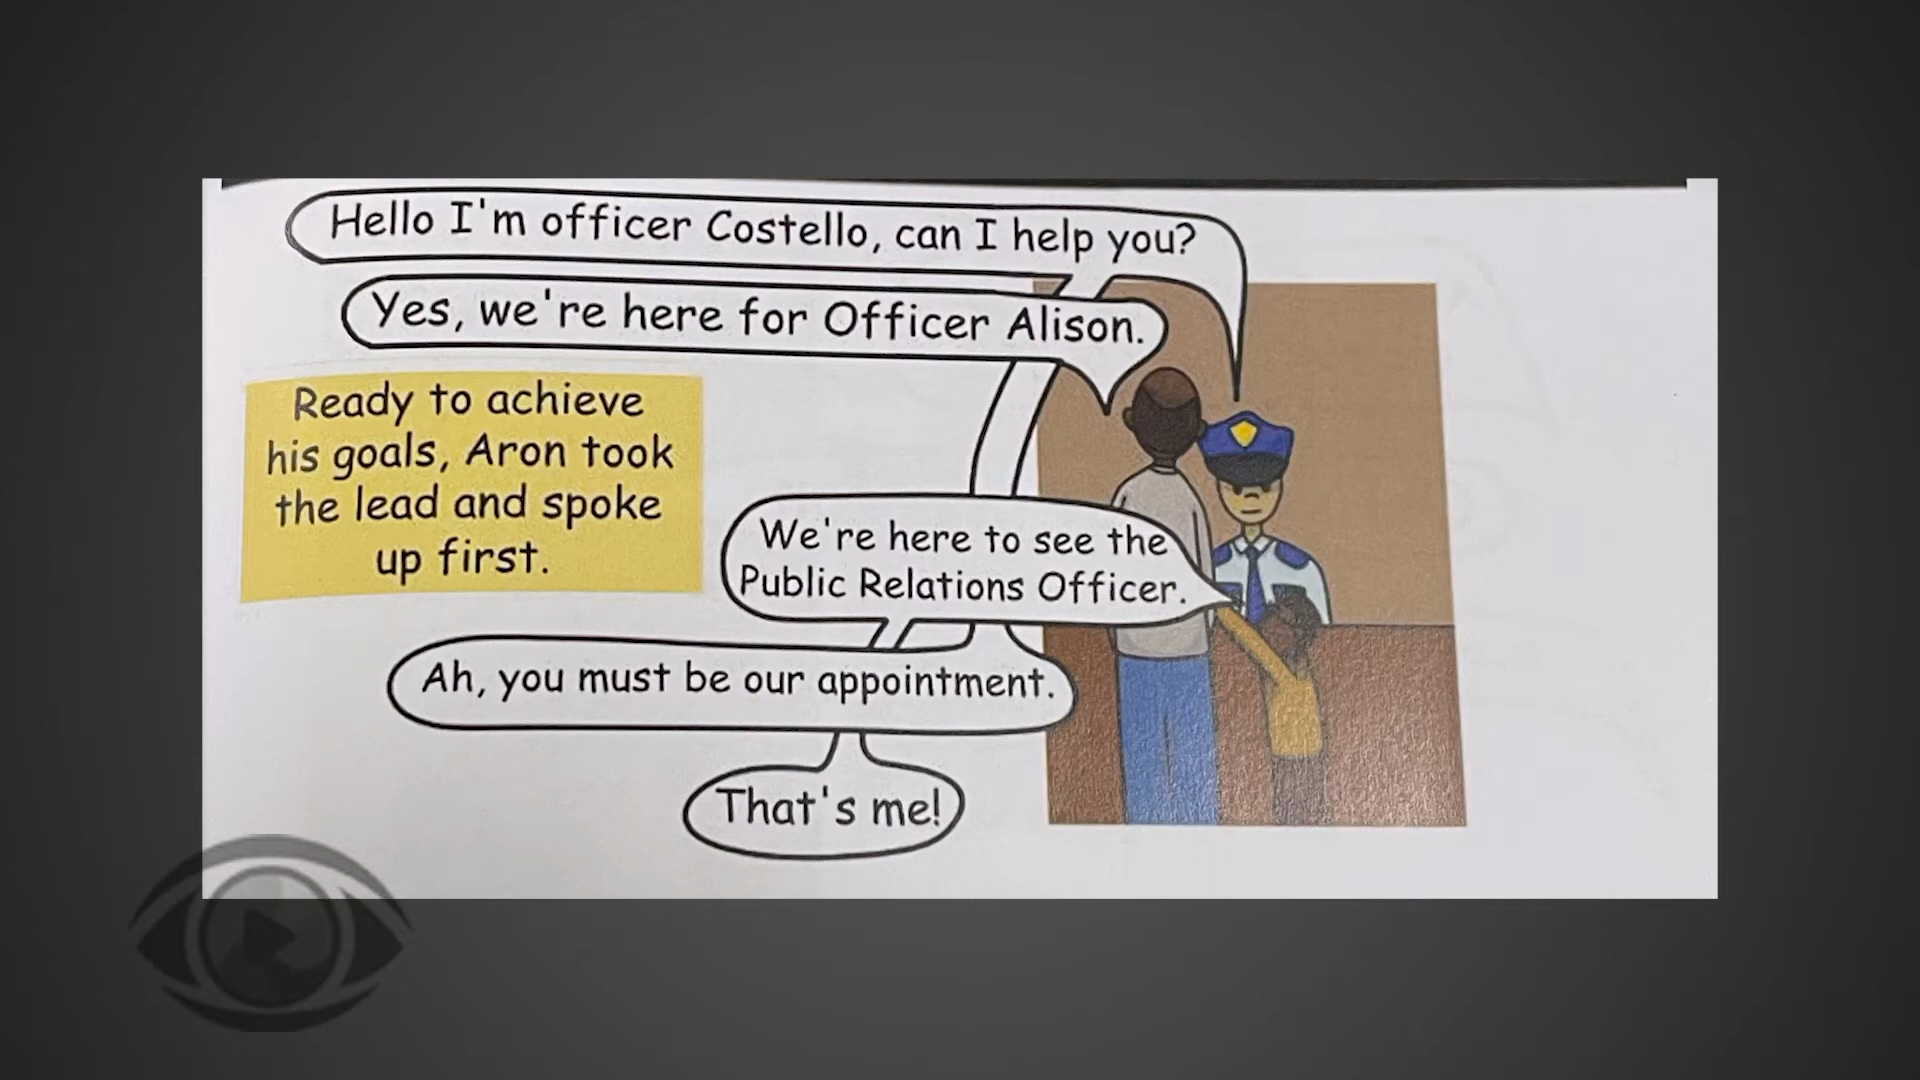 Hello I'm officer Costello, can I help you?
Yes, we're here for Officer Alison.
Ready to achieve
his goals, Aron took
the lead and spoke
up first.
We're here to see the
Public Relations Officer.
Ah, you must be our appointment.
That's me!